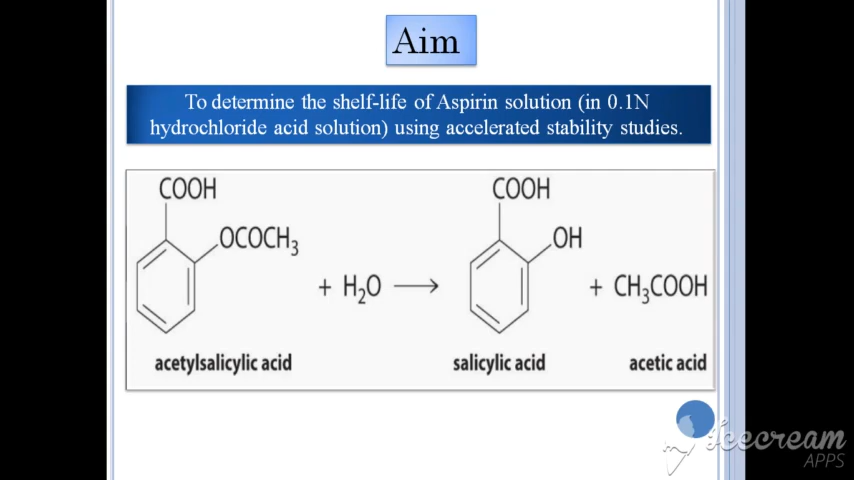 Aim
To determine the shelf-life of Aspirin solution (in 0.1N
hydrochloride acid solution) using accelerated stability studies.
COOH COOH
OCOCH₃ OH
+ H₂O ⟶ + CH₃COOH
acetylsalicylic acid salicylic acid acetic acid
Icecream
APPS